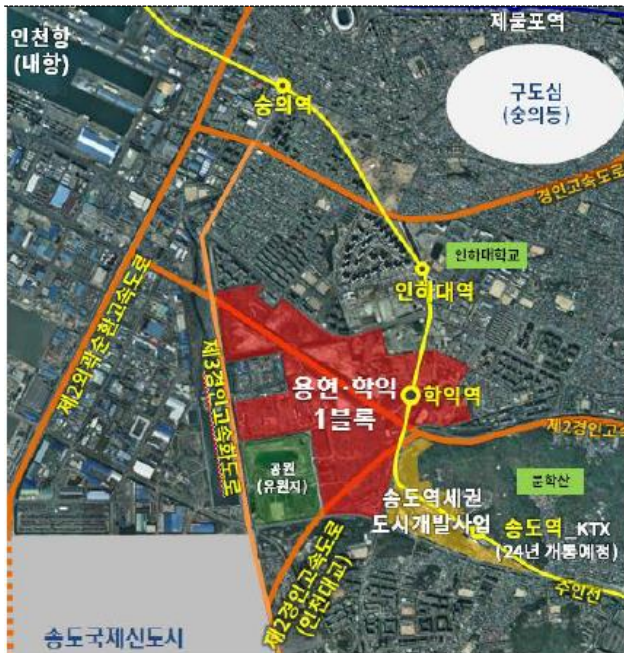 제물포역
인천항
(내항)
구도심
(숭의동)
숭의역
경인고속도로
인하대학교
인하대역
제2외곽순환고속도로
제3경인고속화도로
용현·학익
1블록
학익역
제2경인고속
공원
(유원지)
문학산
송도역세권
도시개발사업
송도역_KTX
(24년 개통예정)
제2경인고속도로
(인천대교)
수인선
송도국제신도시